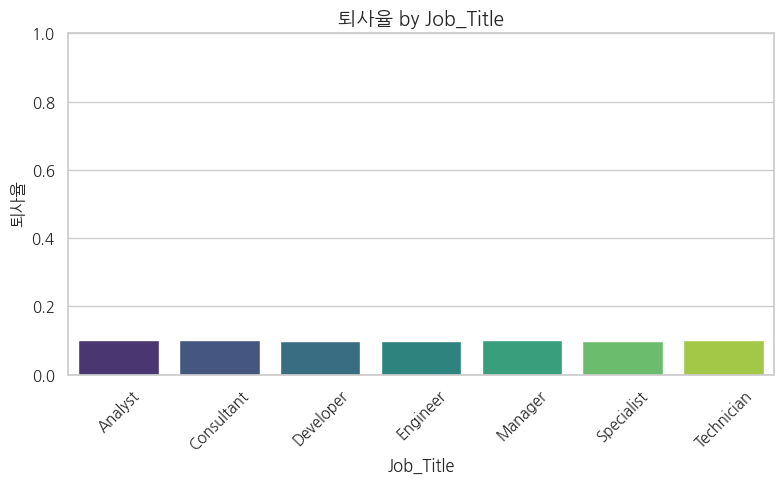 퇴사율 by Job_Title
1.0
0.8
0.6
0.4
0.2
0.0
퇴사율
Analyst
Consultant
Developer
Engineer
Manager
Specialist
Technician
Job_Title